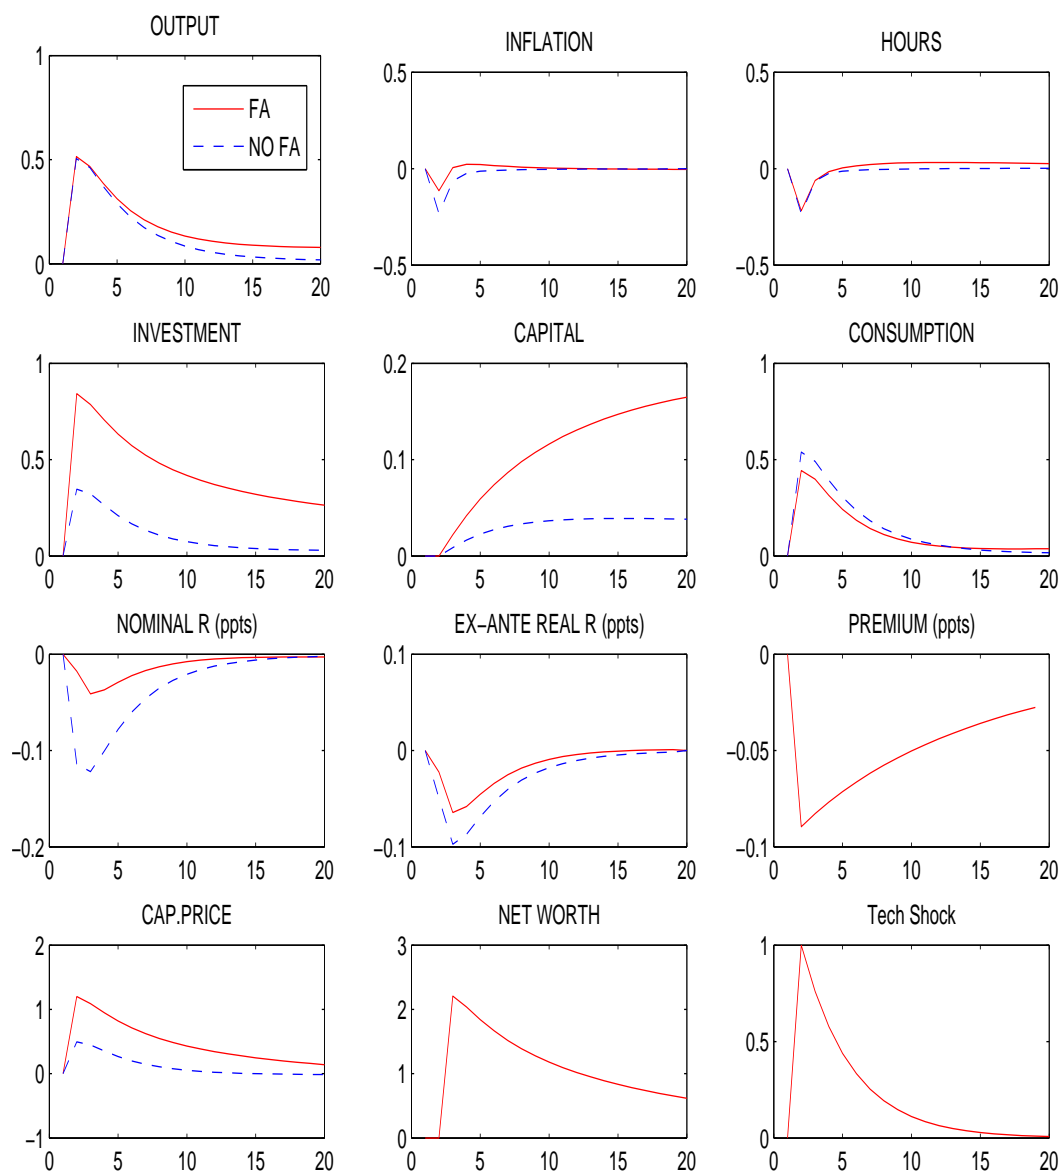 OUTPUT
1
0.5
0
0 5 10 15 20
FA
NO FA
INFLATION
0.5
0
−0.5
0 5 10 15 20
HOURS
0.5
0
−0.5
0 5 10 15 20
INVESTMENT
1
0.5
0
0 5 10 15 20
CAPITAL
0.2
0.1
0
0 5 10 15 20
CONSUMPTION
1
0.5
0
0 5 10 15 20
NOMINAL R (ppts)
0
−0.1
−0.2
0 5 10 15 20
EX−ANTE REAL R (ppts)
0.1
0
−0.1
0 5 10 15 20
PREMIUM (ppts)
0
−0.05
−0.1
0 5 10 15 20
CAP.PRICE
2
1
0
−1
0 5 10 15 20
NET WORTH
3
2
1
0
0 5 10 15 20
Tech Shock
1
0.5
0
0 5 10 15 20